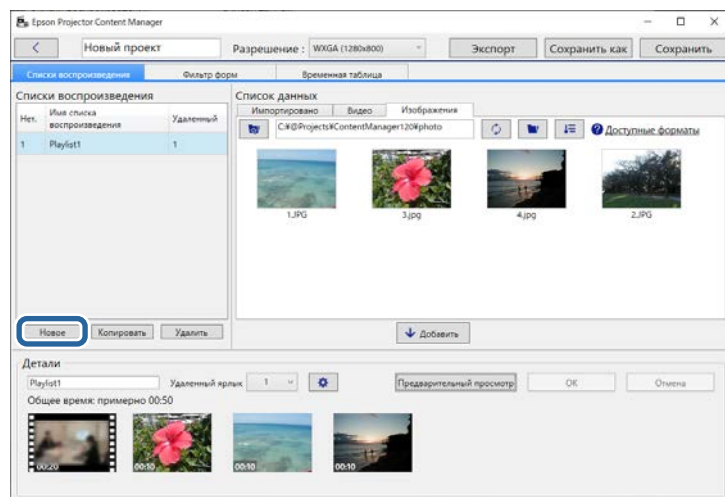 Epson Projector Content Manager
Новый проект
Разрешение :
WXGA (1280x800)
Экспорт
Сохранить как
Сохранить
Списки воспроизведения
Фильтр форм
Временная таблица
Списки воспроизведения
Нет.
Имя списка
воспроизведения
Удаленный
1
Playlist1
1
Список данных
Импортировано
Видео
Изображения
C:¥@Projects¥ContentManager120¥photo
Доступные форматы
1.JPG
3.jpg
4.jpg
2.JPG
Новое
Копировать
Удалить
Добавить
Детали
Playlist1
Удаленный ярлык
1
Предварительный просмотр
ОК
Отмена
Общее время: примерно 00:50
00:20
00:10
00:10
00:10